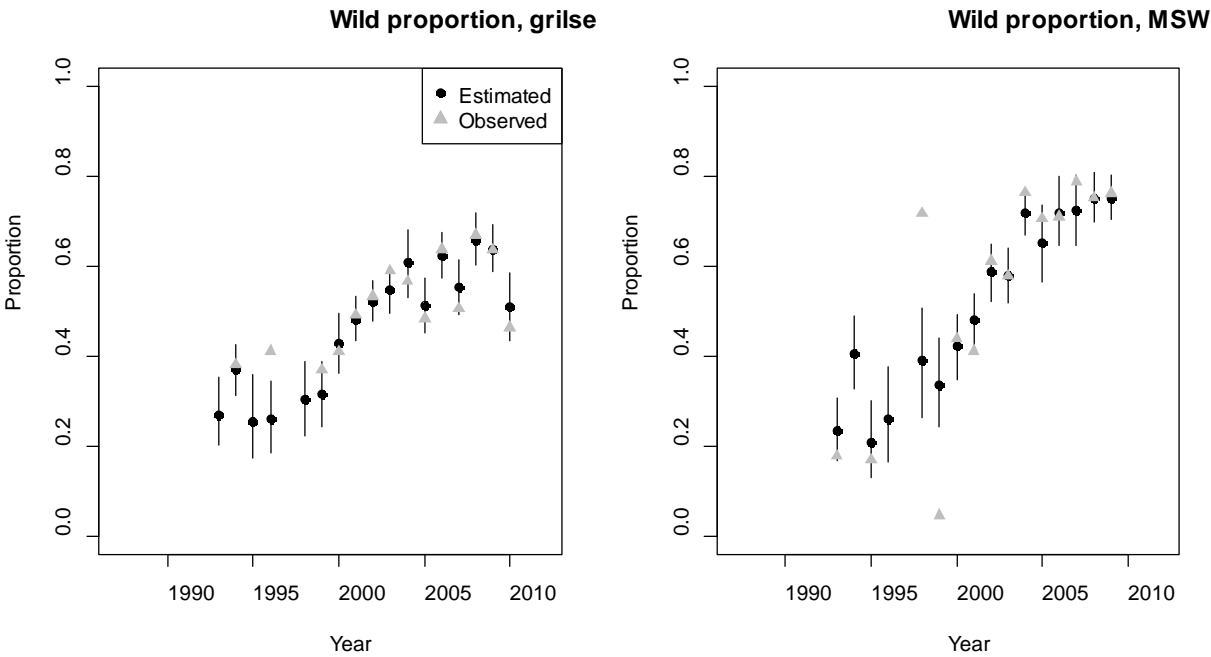 Wild proportion, grilse
1.0
0.8
0.6
0.4
0.2
0.0
Proportion
Estimated
Observed
1990 1995 2000 2005 2010
Year
Wild proportion, MSW
1.0
0.8
0.6
0.4
0.2
0.0
Proportion
1990 1995 2000 2005 2010
Year